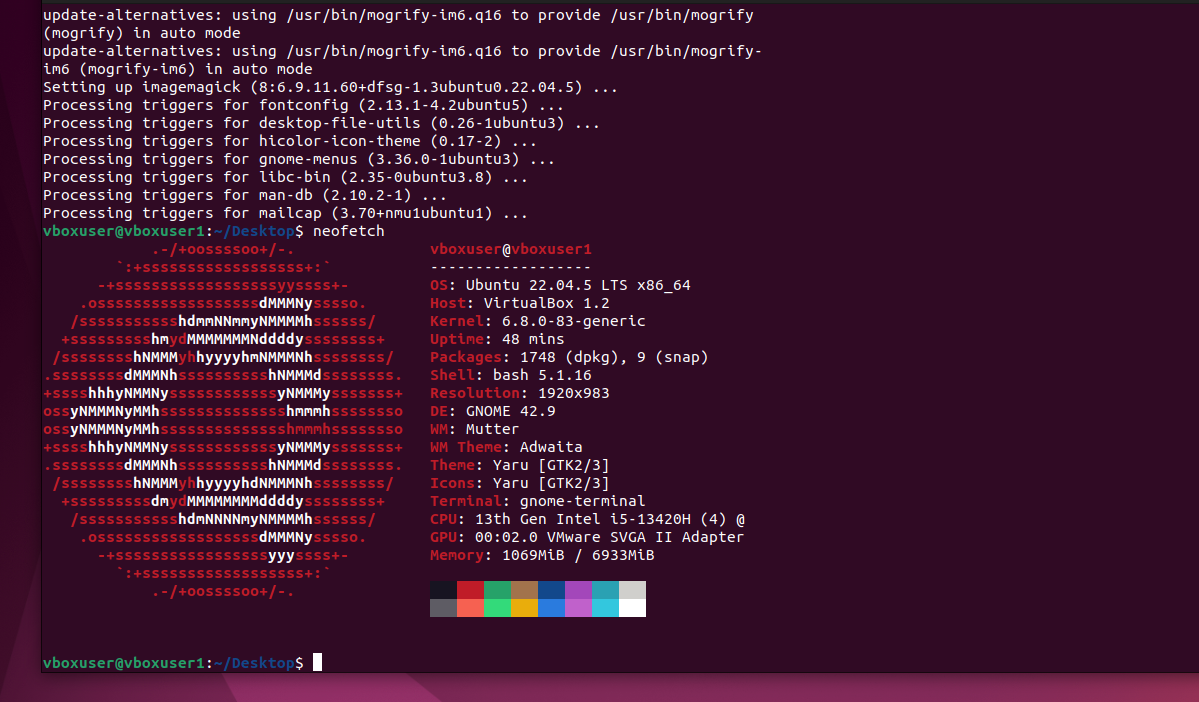 update-alternatives: using /usr/bin/mogrify-im6.q16 to provide /usr/bin/mogrify
(mogrify) in auto mode
update-alternatives: using /usr/bin/mogrify-im6.q16 to provide /usr/bin/mogrify-
im6 (mogrify-im6) in auto mode
Setting up imagemagick (8:6.9.11.60+dfsg-1.3ubuntu0.22.04.5) ...
Processing triggers for fontconfig (2.13.1-4.2ubuntu5) ...
Processing triggers for desktop-file-utils (0.26-1ubuntu3) ...
Processing triggers for hicolor-icon-theme (0.17-2) ...
Processing triggers for gnome-menus (3.36.0-1ubuntu3) ...
Processing triggers for libc-bin (2.35-0ubuntu3.8) ...
Processing triggers for man-db (2.10.2-1) ...
Processing triggers for mailcap (3.70+nmu1ubuntu1) ...
vboxuser@vboxuser1:~/Desktop$ neofetch
            .-/+oossssoo+/-.               vboxuser@vboxuser1
        `:+ssssssssssssssssss+:`           ------------------
      -+ssssssssssssssssssyyssss+-         OS: Ubuntu 22.04.5 LTS x86_64
    .ossssssssssssssssssdMMMNysssso.       Host: VirtualBox 1.2
   /ssssssssssshdmmNNmmyNMMMMhssssss/      Kernel: 6.8.0-83-generic
  +ssssssssshmydMMMMMMMNddddyssssssss+     Uptime: 48 mins
 /sssssssshNMMMyhhyyyyhmNMMMNhssssssss/    Packages: 1748 (dpkg), 9 (snap)
.ssssssssdMMMNhsssssssssshNMMMdssssssss.   Shell: bash 5.1.16
+sssshhhyNMMNyssssssssssssyNMMMysssssss+   Resolution: 1920x983
ossyNMMMNyMMhsssssssssssssshmmmhssssssso   DE: GNOME 42.9
ossyNMMMNyMMhsssssssssssssshmmmhssssssso   WM: Mutter
+sssshhhyNMMNyssssssssssssyNMMMysssssss+   WM Theme: Adwaita
.ssssssssdMMMNhsssssssssshNMMMdssssssss.   Theme: Yaru [GTK2/3]
 /sssssssshNMMMyhhyyyyhdNMMMNhssssssss/    Icons: Yaru [GTK2/3]
  +sssssssssdmydMMMMMMMMddddyssssssss+     Terminal: gnome-terminal
   /ssssssssssshdmNNNNmyNMMMMhssssss/      CPU: 13th Gen Intel i5-13420H (4) @
    .ossssssssssssssssssdMMMNysssso.       GPU: 00:02.0 VMware SVGA II Adapter
      -+sssssssssssssssssyyyssss+-         Memory: 1069MiB / 6933MiB
        `:+ssssssssssssssssss+:`
            .-/+oossssoo+/-.
vboxuser@vboxuser1:~/Desktop$